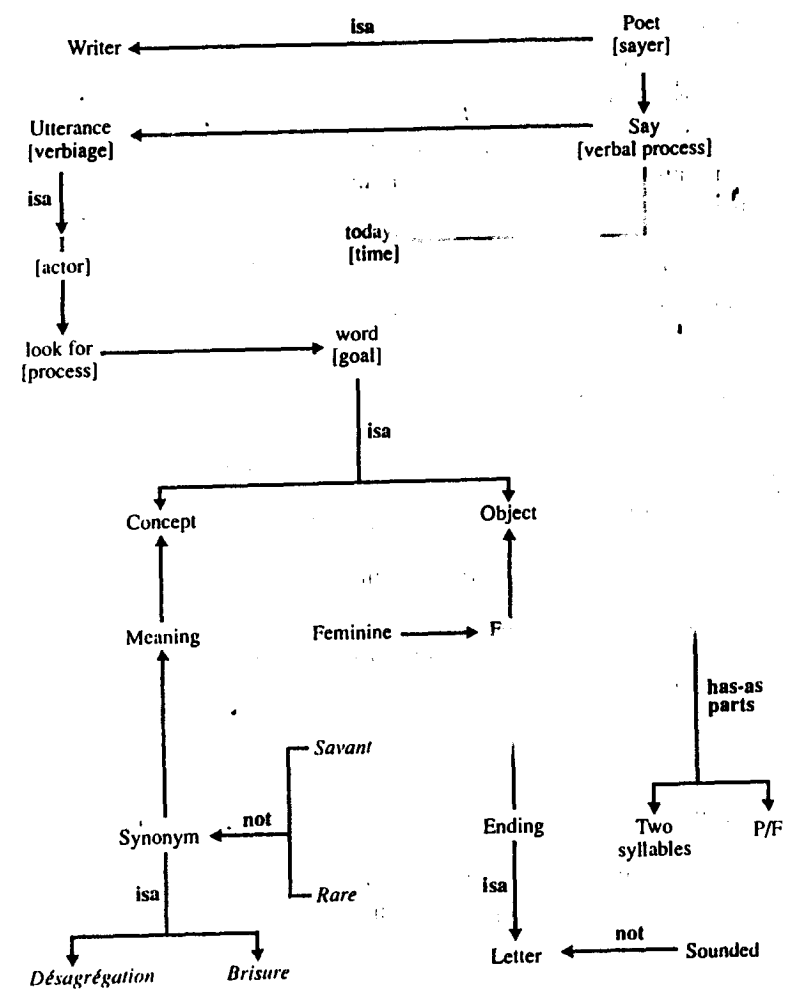 isa
Poet
Writer
[sayer]
Utterance
[verbiage]
Say
[verbal process]
isa
I
[actor]
today
[time]
look for
[process]
word
[goal]
isa
Concept
Object
Meaning
Feminine
F
has-as
parts
Savant
Synonym
not
Ending
Two
syllables
P/F
isa
Rare
isa
Letter
not
Sounded
Désagrégation
Brisure